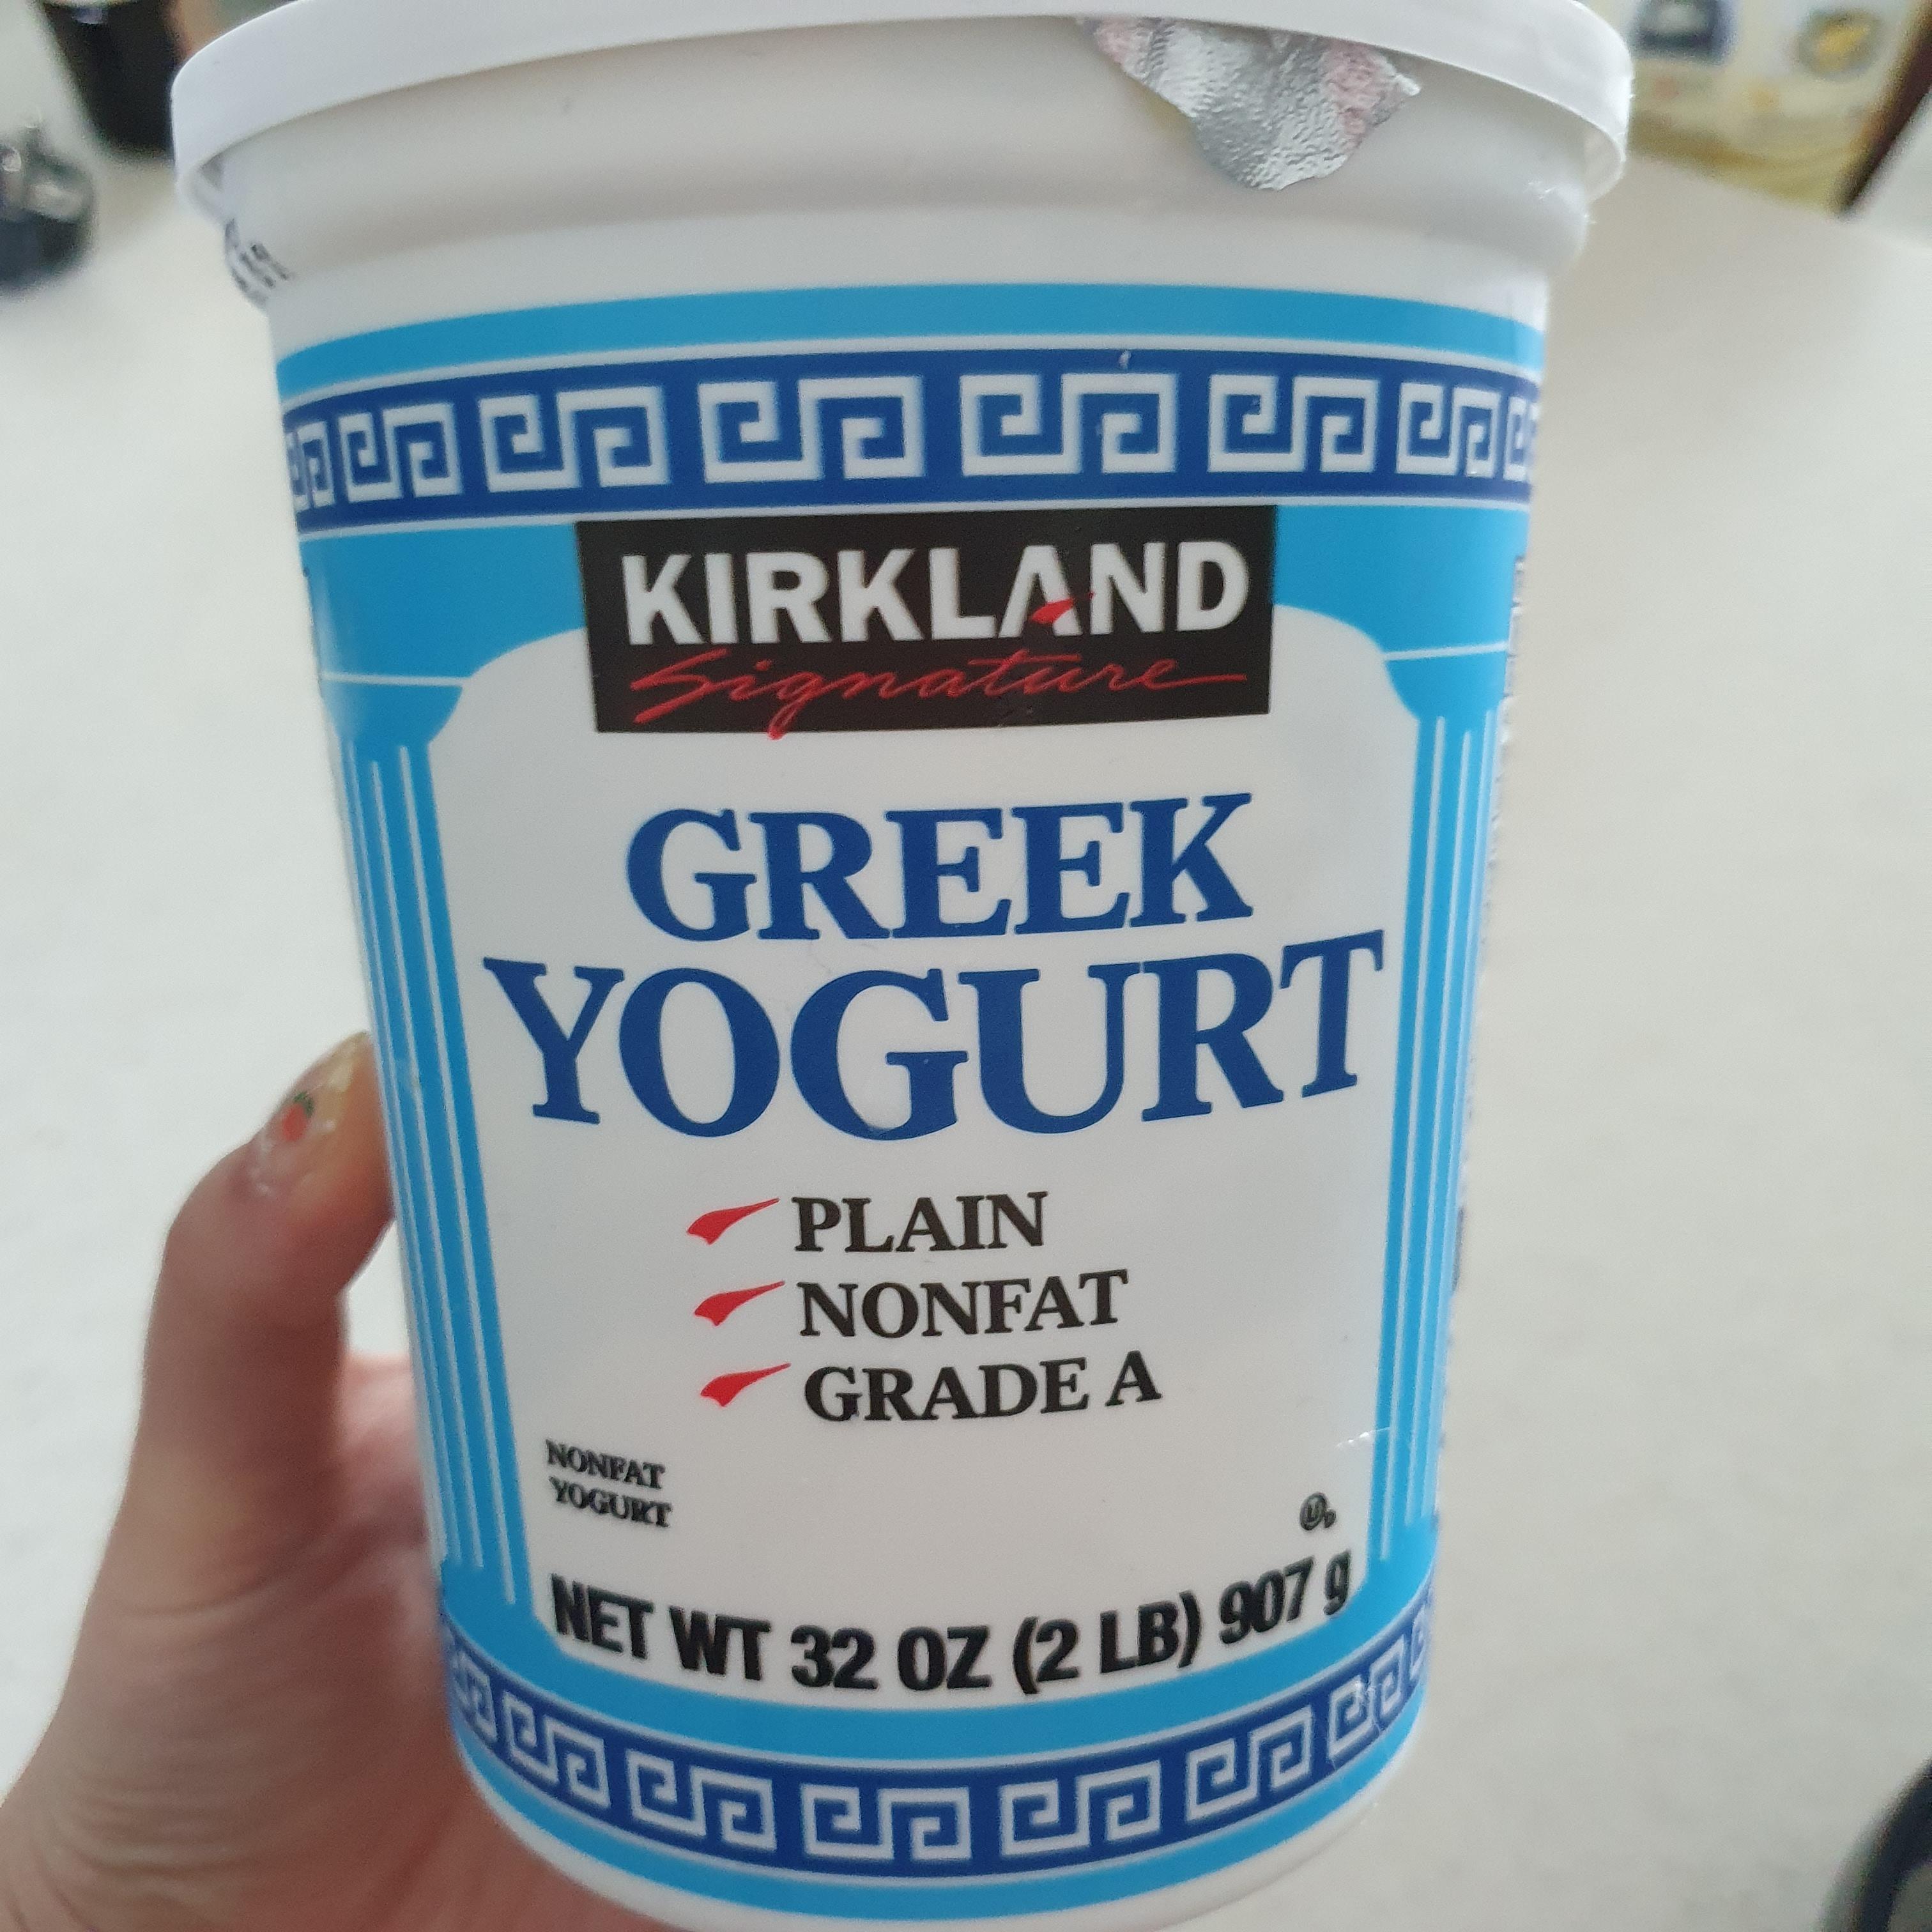 KIRKLAND
Signature
GREEK
YOGURT
PLAIN
NONFAT
GRADE A
NONFAT
YOGURT
NET WT 32 OZ (2 LB) 907 g